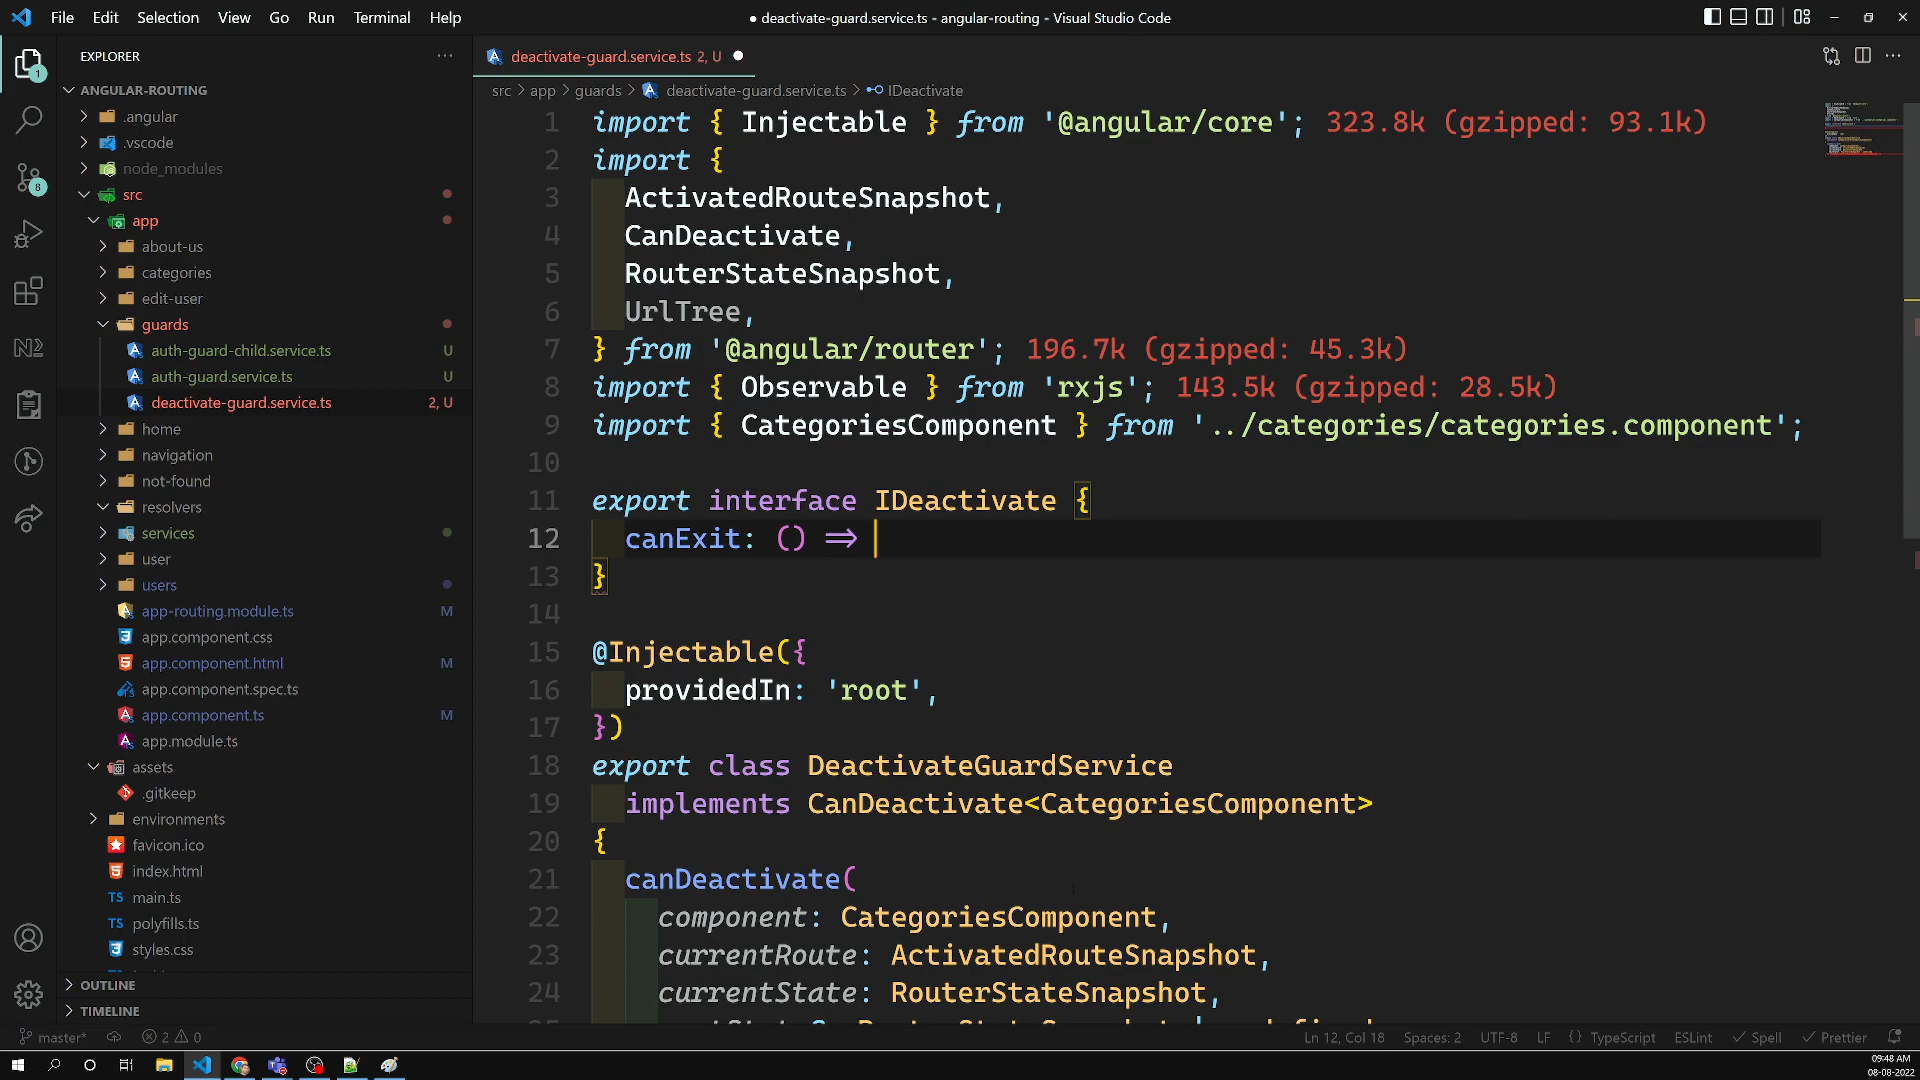 File Edit Selection View Go Run Terminal Help
● deactivate-guard.service.ts - angular-routing - Visual Studio Code
EXPLORER
ANGULAR-ROUTING
.angular
.vscode
node_modules
src
app
about-us
categories
edit-user
guards
auth-guard-child.service.ts U
auth-guard.service.ts U
deactivate-guard.service.ts 2, U
home
navigation
not-found
resolvers
services
user
users
app-routing.module.ts M
app.component.css
app.component.html M
app.component.spec.ts
app.component.ts M
app.module.ts
assets
.gitkeep
environments
favicon.ico
index.html
main.ts
polyfills.ts
styles.css
OUTLINE
TIMELINE
1
8
deactivate-guard.service.ts 2, U
src > app > guards > deactivate-guard.service.ts > IDeactivate
1 import { Injectable } from '@angular/core'; 323.8k (gzipped: 93.1k)
2 import {
3 ActivatedRouteSnapshot,
4 CanDeactivate,
5 RouterStateSnapshot,
6 UrlTree,
7 } from '@angular/router'; 196.7k (gzipped: 45.3k)
8 import { Observable } from 'rxjs'; 143.5k (gzipped: 28.5k)
9 import { CategoriesComponent } from '../categories/categories.component';
10
11 export interface IDeactivate {
12 canExit: () =>
13 }
14
15 @Injectable({
16 providedIn: 'root',
17 })
18 export class DeactivateGuardService
19 implements CanDeactivate<CategoriesComponent>
20 {
21 canDeactivate(
22 component: CategoriesComponent,
23 currentRoute: ActivatedRouteSnapshot,
24 currentState: RouterStateSnapshot,
master* 2 0
Ln 12, Col 18 Spaces: 2 UTF-8 LF {} TypeScript ESLint Spell Prettier
09:48 AM
08-08-2022